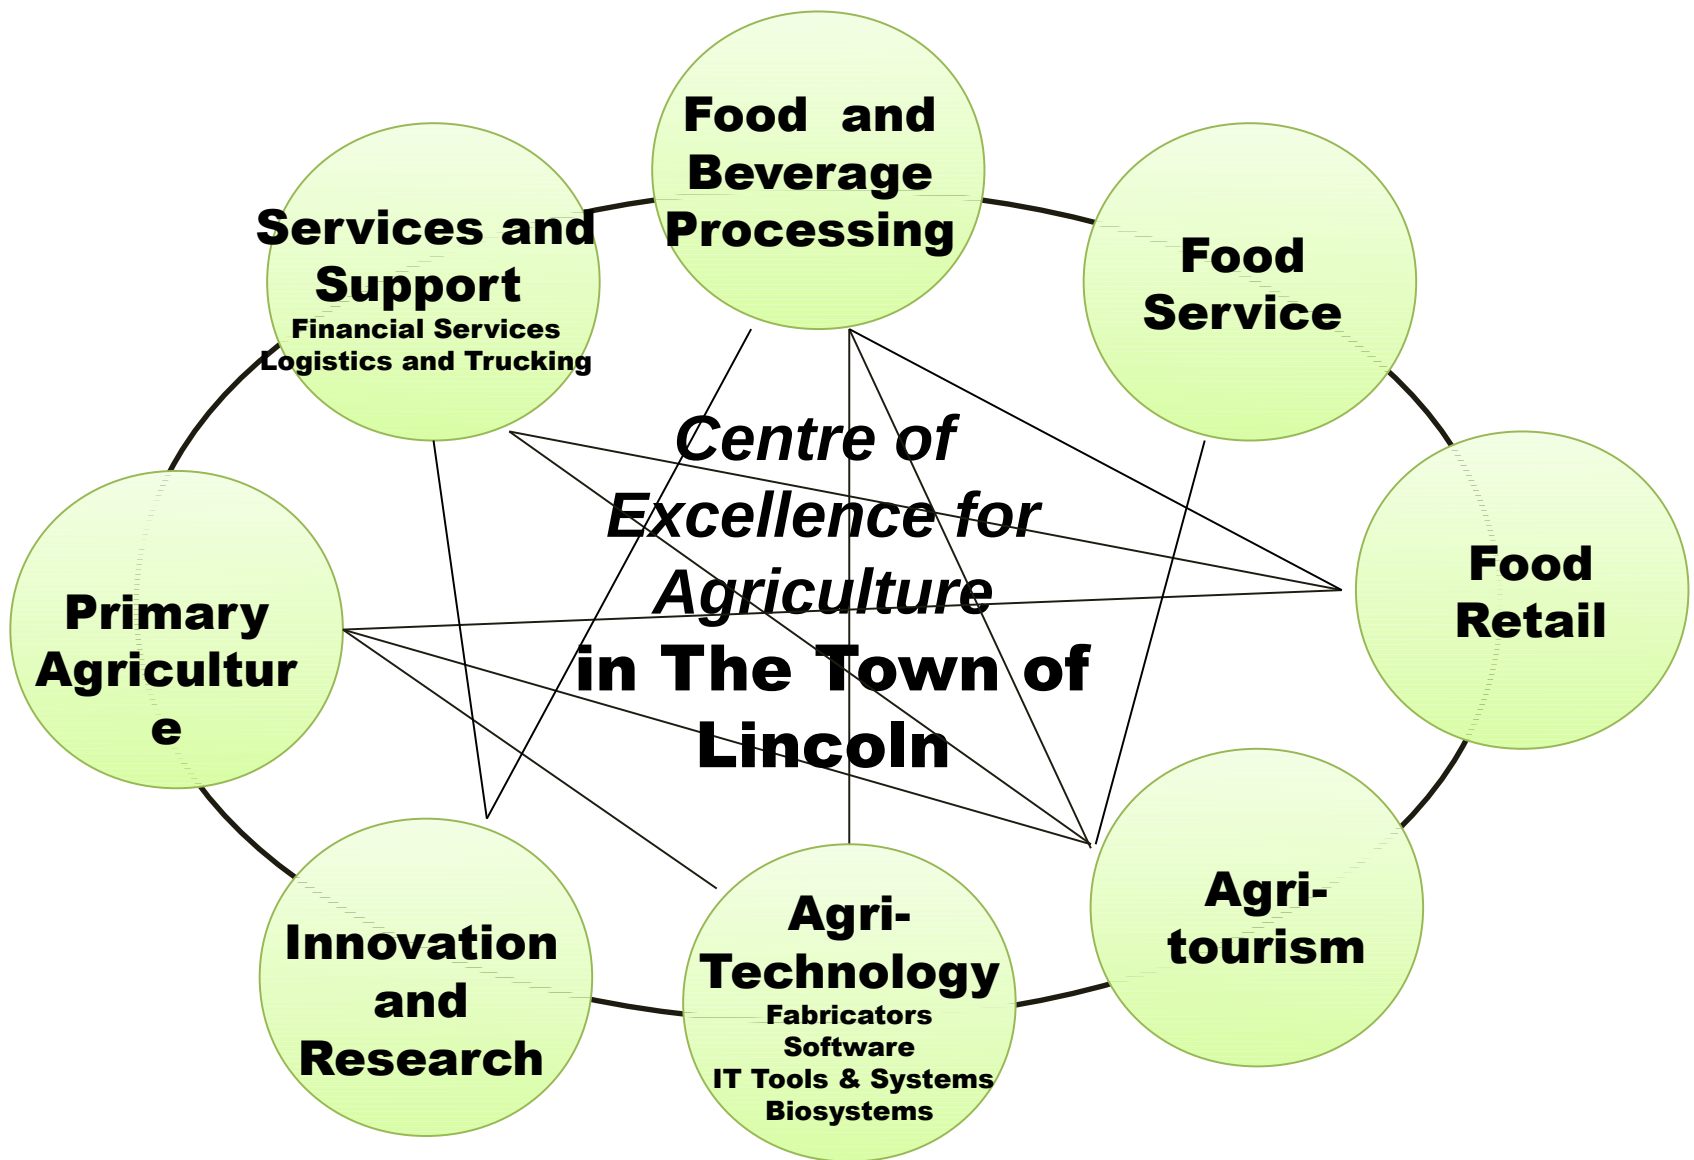 Food and
Beverage
Processing
Services and
Support
Financial Services
Logistics and Trucking
Food
Service
Centre of
Excellence for
Agriculture
in The Town of
Lincoln
Primary
Agricultur
e
Food
Retail
Innovation
and
Research
Agri-
Technology
Fabricators
Software
IT Tools & Systems
Biosystems
Agri-
tourism